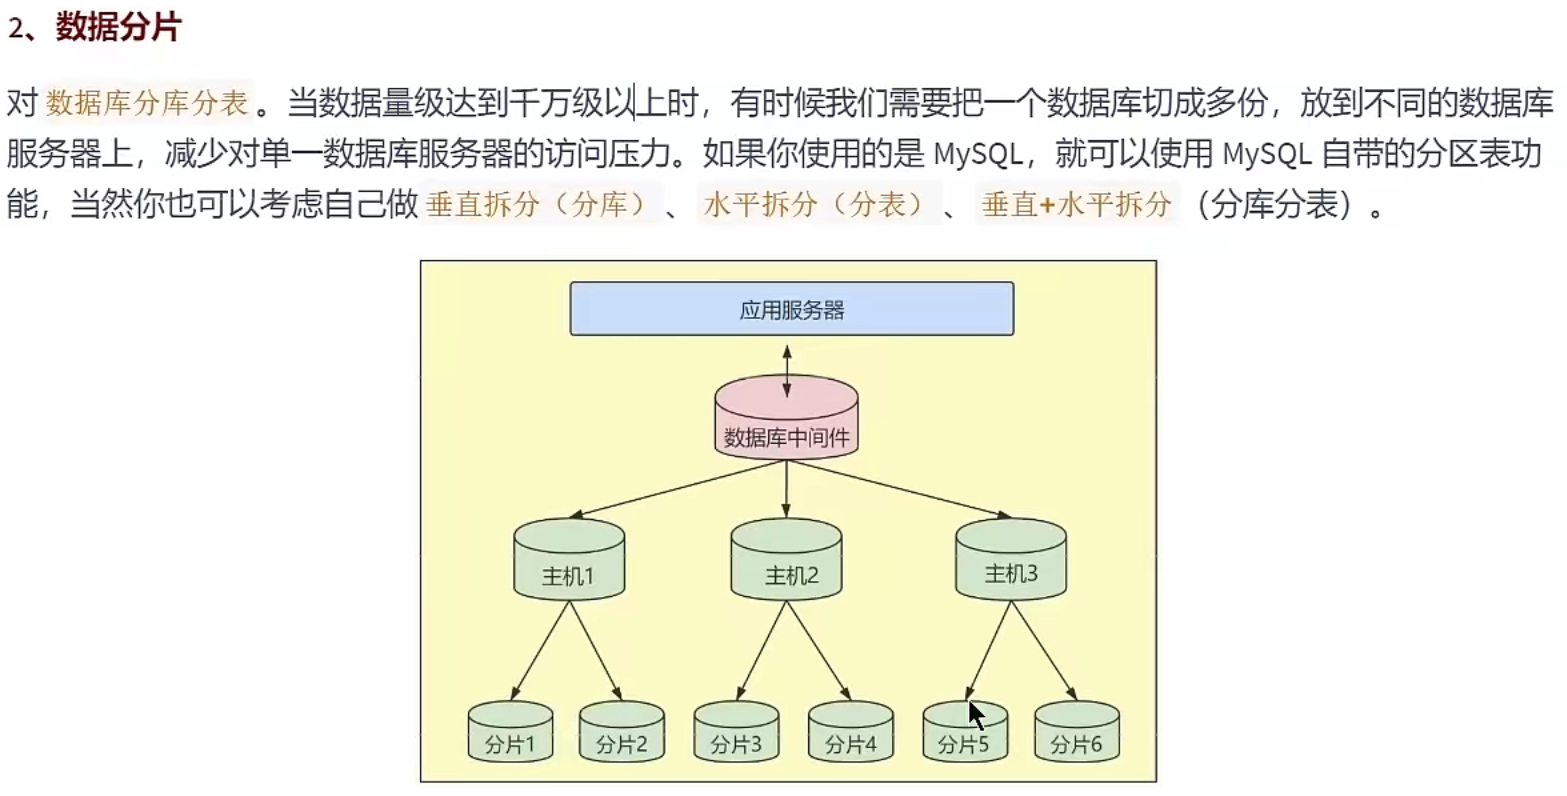 2、数据分片
对 数据库分库分表 。当数据量级达到千万级以上时，有时候我们需要把一个数据库切成多份，放到不同的数据库
服务器上，减少对单一数据库服务器的访问压力。如果你使用的是 MySQL，就可以使用 MySQL 自带的分区表功
能，当然你也可以考虑自己做 垂直拆分（分库） 、 水平拆分（分表） 、 垂直+水平拆分 （分库分表）。
应用服务器
数据库中间件
主机1
主机2
主机3
分片1
分片2
分片3
分片4
分片5
分片6